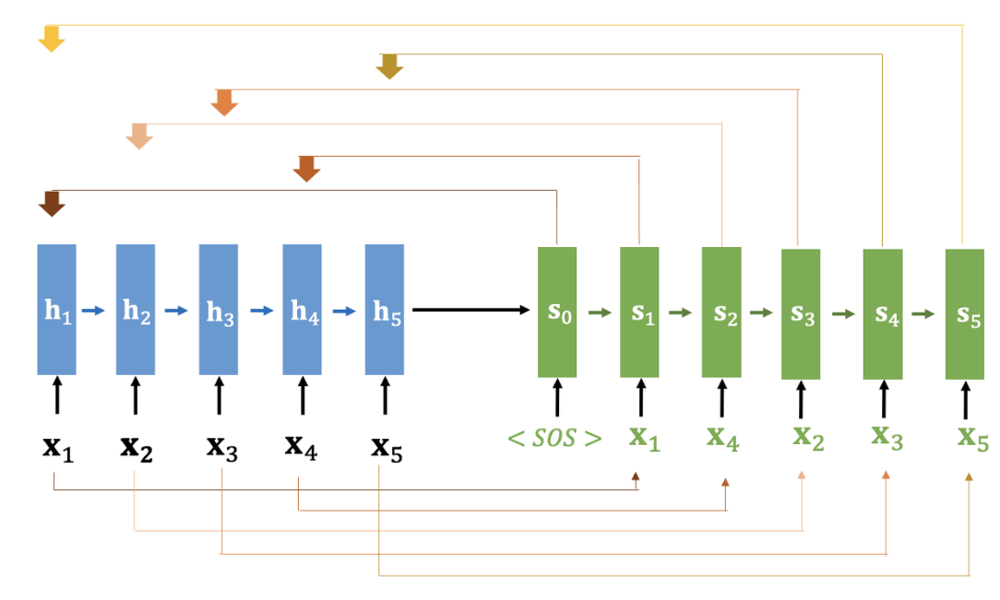 h₁ h₂ h₃ h₄ h₅ s₀ s₁ s₂ s₃ s₄ s₅
x₁ x₂ x₃ x₄ x₅ < SOS > x₁ x₄ x₂ x₃ x₅